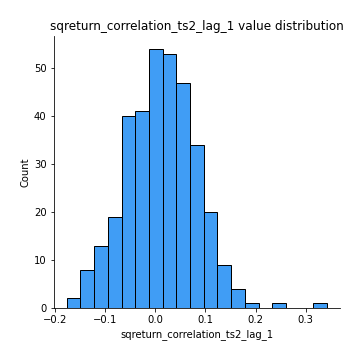 sqreturn_correlation_ts2_lag_1 value distribution
50
40
30
20
10
0
Count
−0.2 −0.1 0.0 0.1 0.2 0.3
sqreturn_correlation_ts2_lag_1